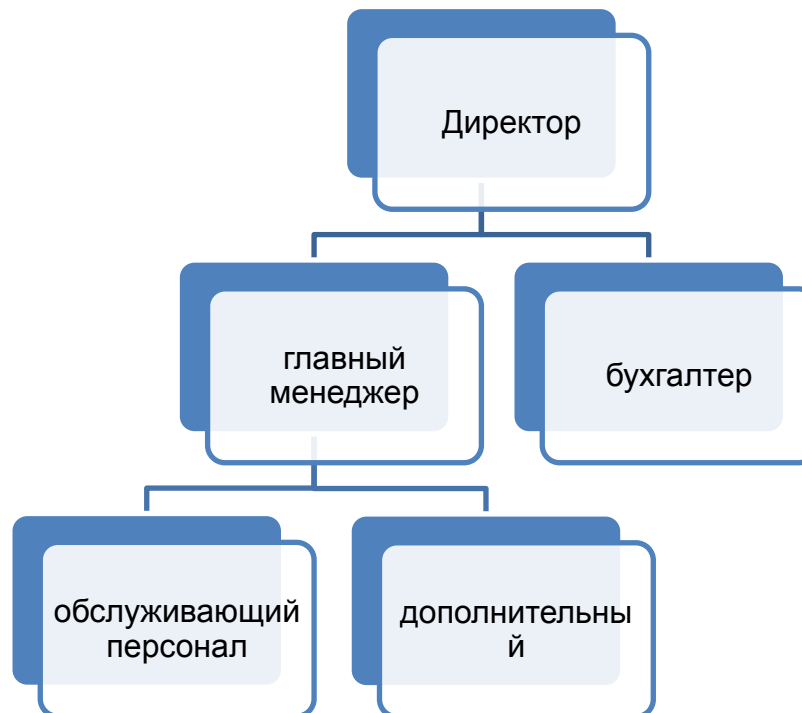 Директор
главный
менеджер
бухгалтер
обслуживающий
персонал
дополнительны
й